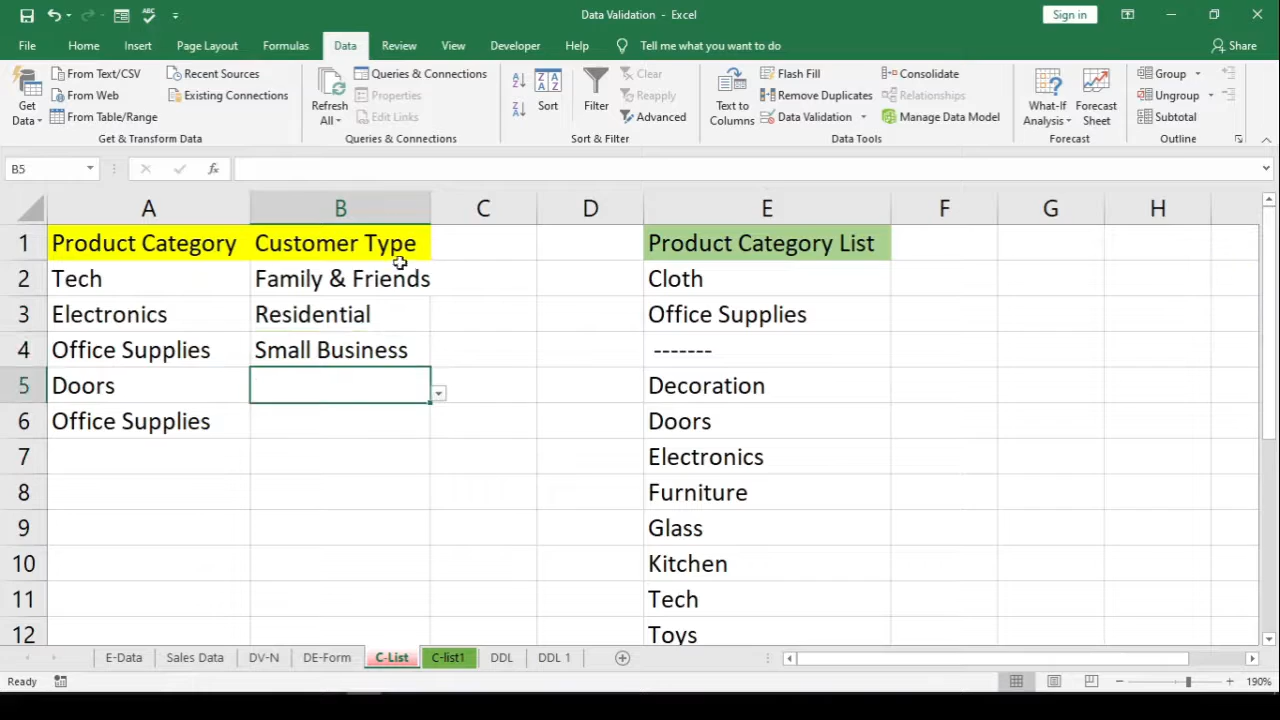 Data Validation - Excel
Sign in
File Home Insert Page Layout Formulas Data Review View Developer Help Tell me what you want to do Share
Get Data
From Text/CSV
From Web
From Table/Range
Recent Sources
Existing Connections
Get & Transform Data
Refresh All
Queries & Connections
Properties
Edit Links
Queries & Connections
Sort
Filter
Clear
Reapply
Advanced
Sort & Filter
Text to Columns
Flash Fill
Remove Duplicates
Data Validation
Consolidate
Relationships
Manage Data Model
Data Tools
What-If Analysis
Forecast Sheet
Forecast
Group
Ungroup
Subtotal
Outline
B5 fx
A B C D E F G H
1 Product Category Customer Type Product Category List
2 Tech Family & Friends Cloth
3 Electronics Residential Office Supplies
4 Office Supplies Small Business -------
5 Doors Decoration
6 Office Supplies Doors
7 Electronics
8 Furniture
9 Glass
10 Kitchen
11 Tech
12 Toys
E-Data Sales Data DV-N DE-Form C-List C-list1 DDL DDL 1
Ready 190%